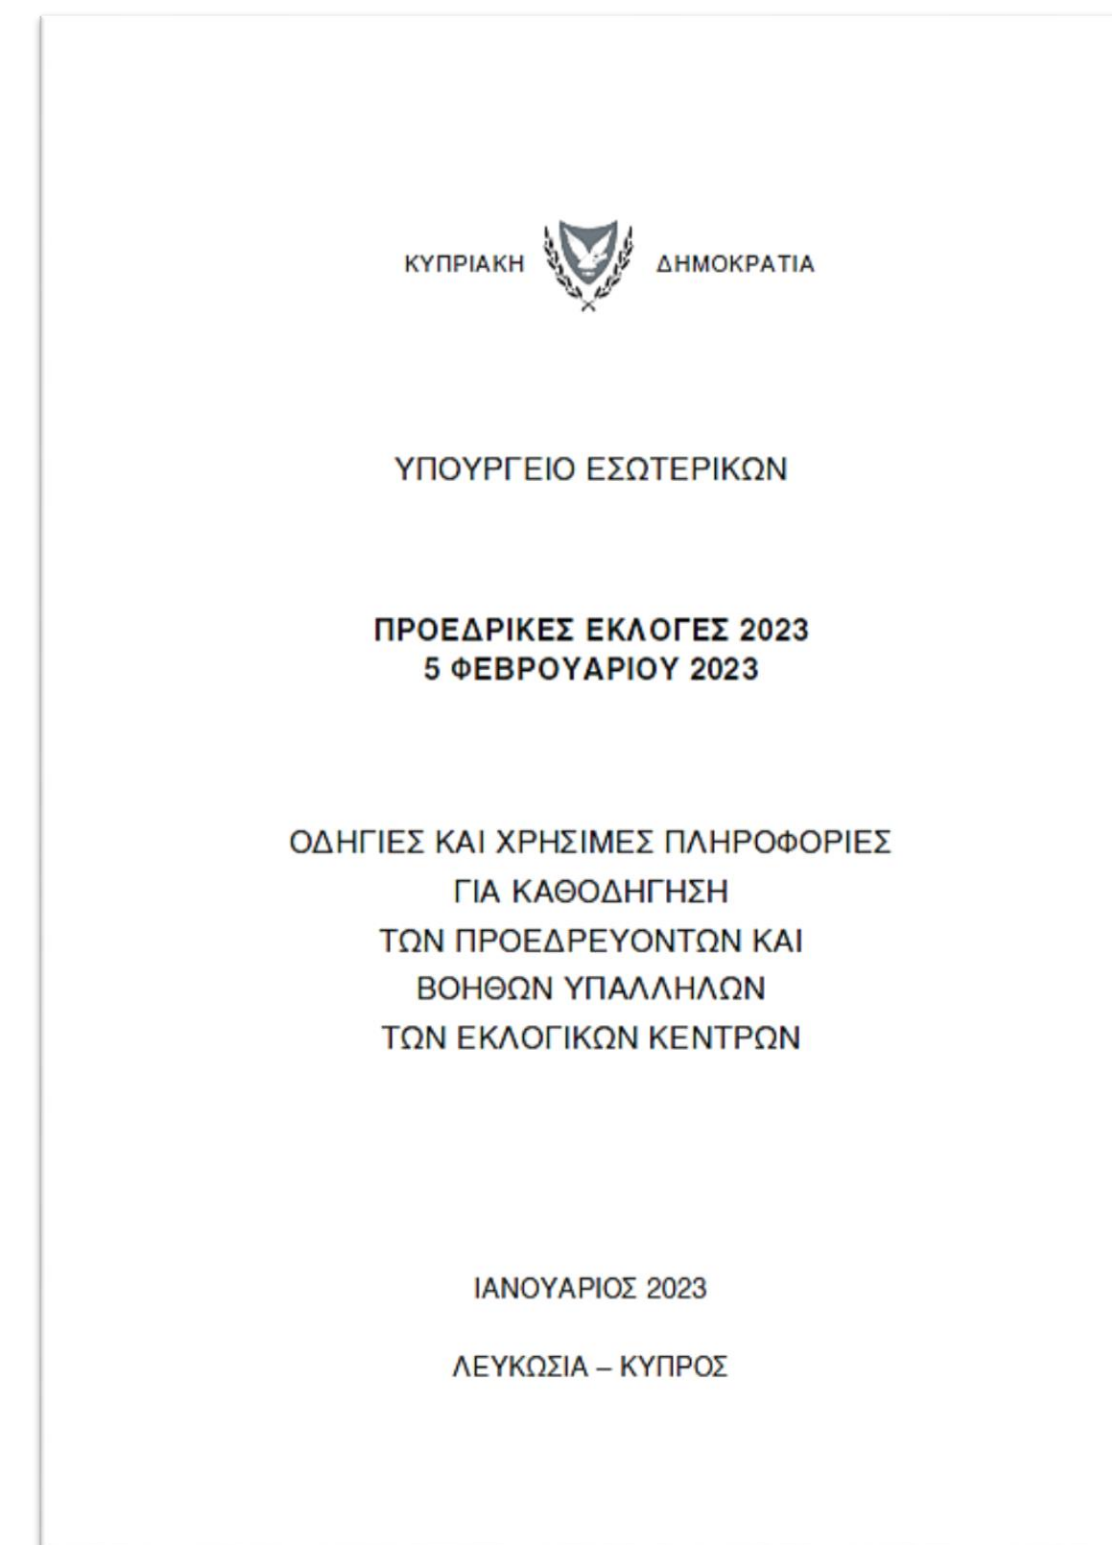 ΚΥΠΡΙΑΚΗ ΔΗΜΟΚΡΑΤΙΑ
ΥΠΟΥΡΓΕΙΟ ΕΣΩΤΕΡΙΚΩΝ
ΠΡΟΕΔΡΙΚΕΣ ΕΚΛΟΓΕΣ 2023
5 ΦΕΒΡΟΥΑΡΙΟΥ 2023
ΟΔΗΓΙΕΣ ΚΑΙ ΧΡΗΣΙΜΕΣ ΠΛΗΡΟΦΟΡΙΕΣ
ΓΙΑ ΚΑΘΟΔΗΓΗΣΗ
ΤΩΝ ΠΡΟΕΔΡΕΥΟΝΤΩΝ ΚΑΙ
ΒΟΗΘΩΝ ΥΠΑΛΛΗΛΩΝ
ΤΩΝ ΕΚΛΟΓΙΚΩΝ ΚΕΝΤΡΩΝ
ΙΑΝΟΥΑΡΙΟΣ 2023
ΛΕΥΚΩΣΙΑ – ΚΥΠΡΟΣ